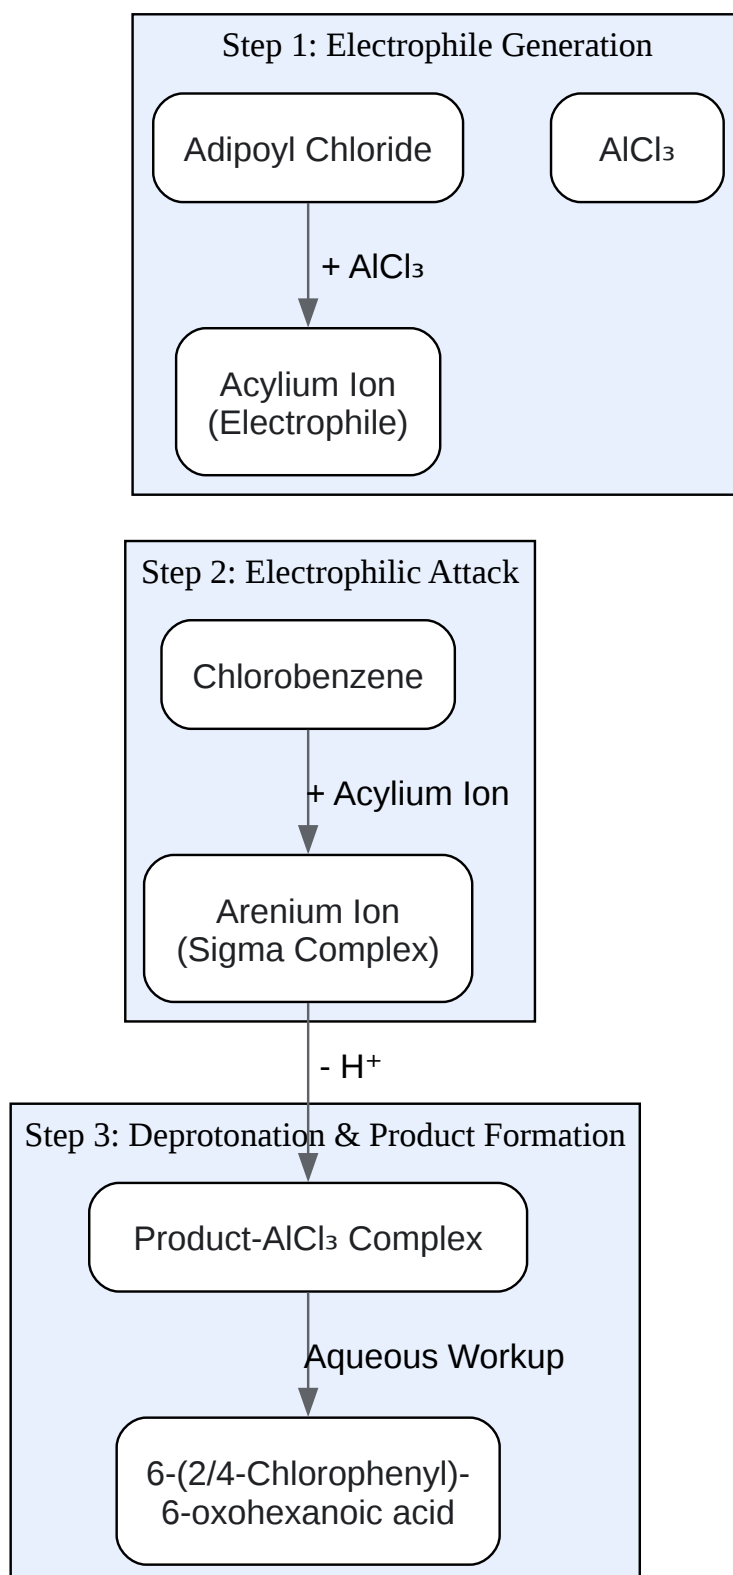 Step 1: Electrophile Generation
Adipoyl Chloride
AlCl₃
+ AlCl₃
Acylium Ion
(Electrophile)
Step 2: Electrophilic Attack
Chlorobenzene
+ Acylium Ion
Arenium Ion
(Sigma Complex)
- H⁺
Step 3: Deprotonation & Product Formation
Product-AlCl₃ Complex
Aqueous Workup
6-(2/4-Chlorophenyl)-
6-oxohexanoic acid